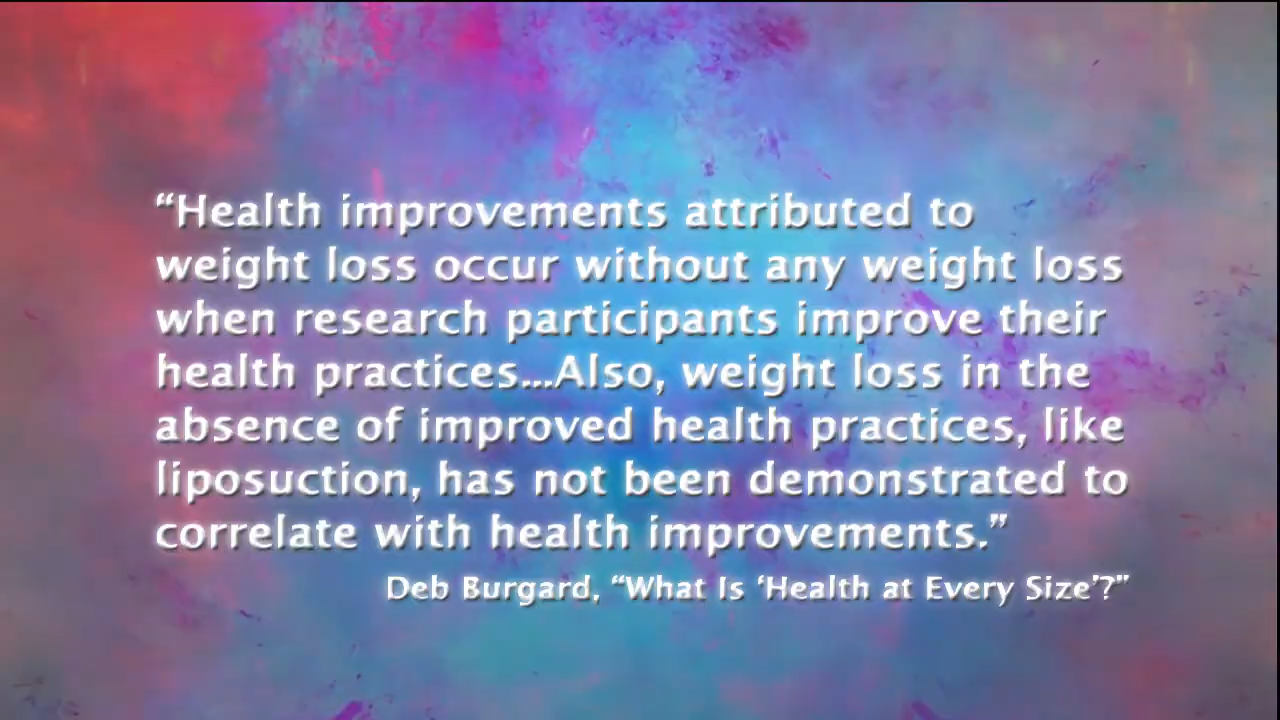 “Health improvements attributed to
weight loss occur without any weight loss
when research participants improve their
health practices...Also, weight loss in the
absence of improved health practices, like
liposuction, has not been demonstrated to
correlate with health improvements.”
Deb Burgard, “What Is ‘Health at Every Size’?”